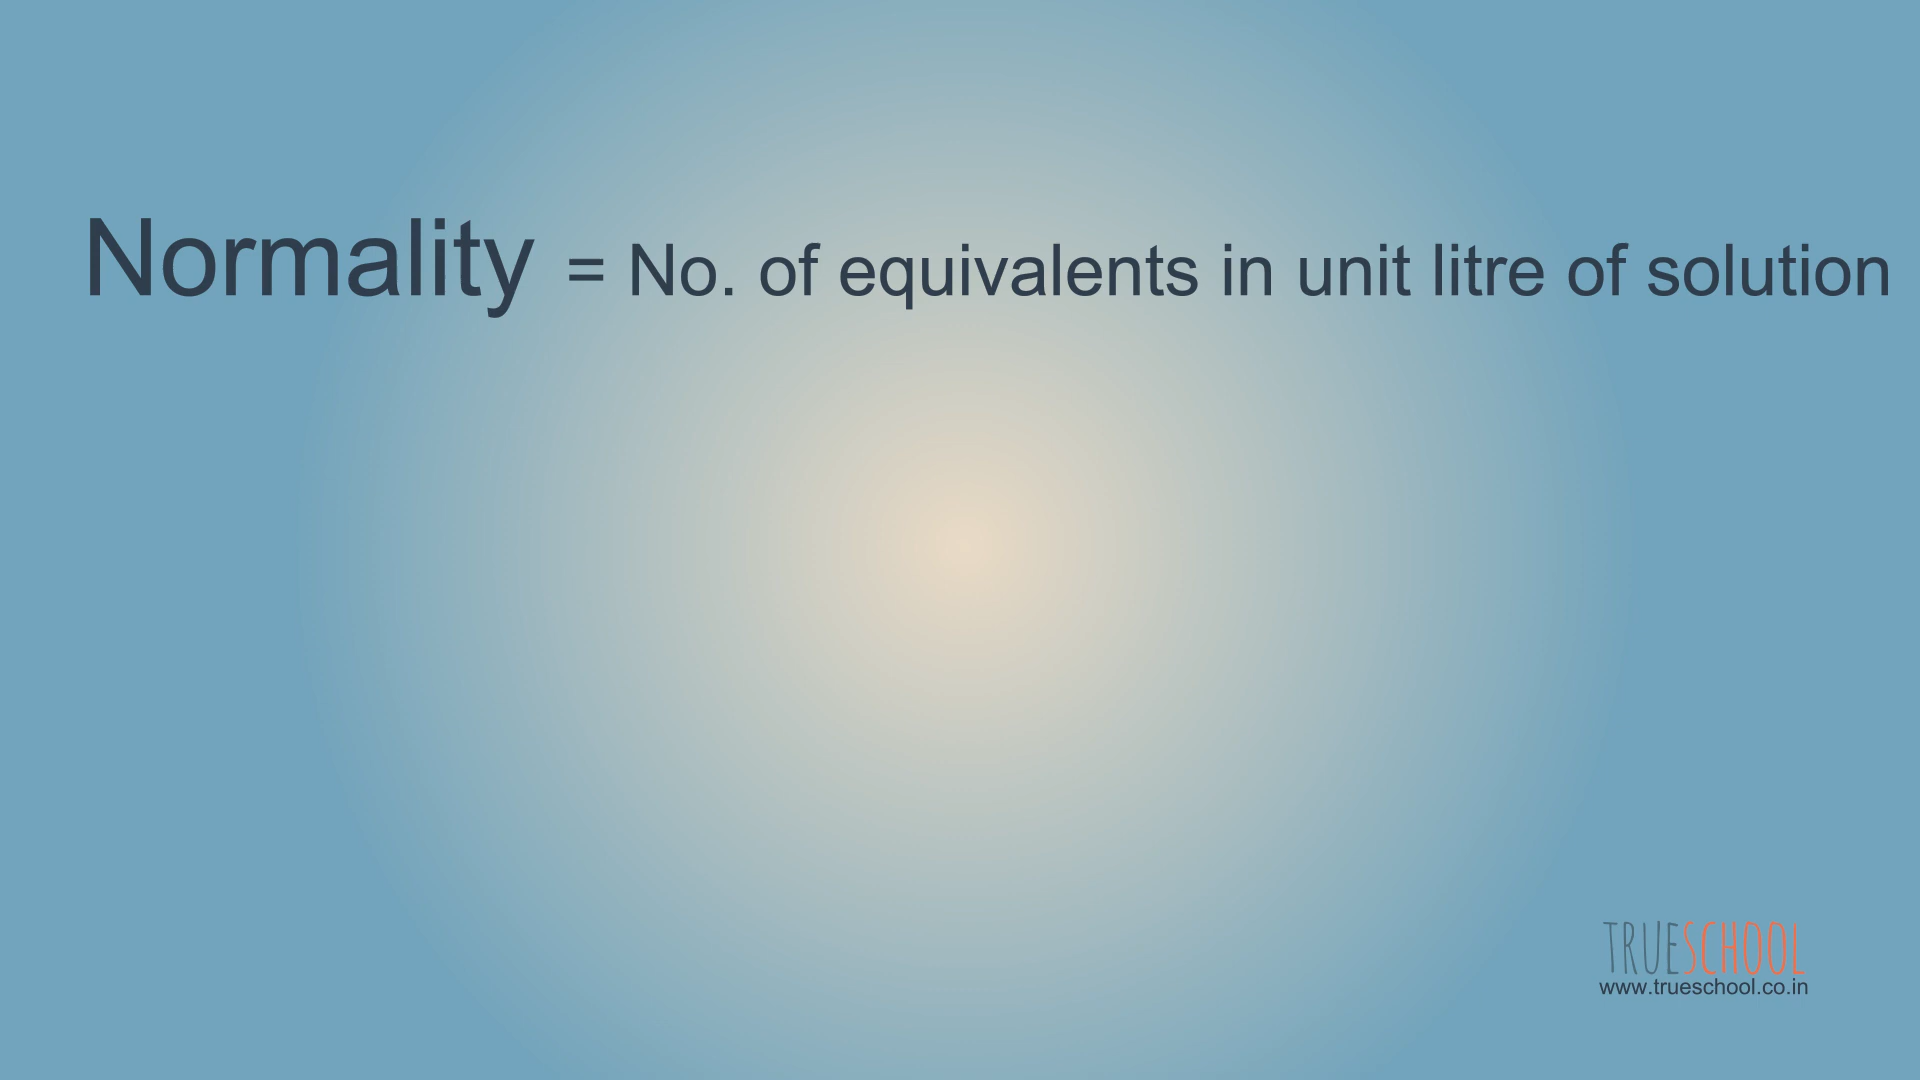 Normality = No. of equivalents in unit litre of solution
TRUESCHOOL
www.trueschool.co.in